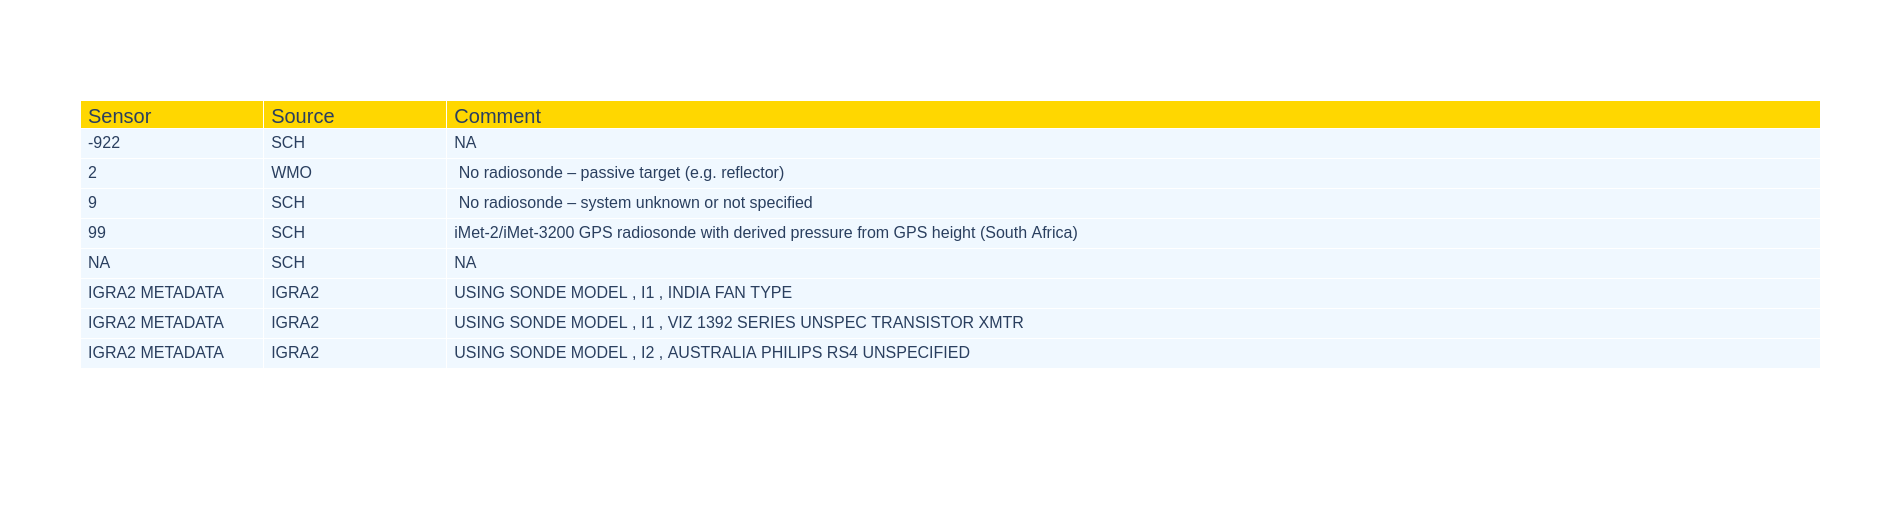 Sensor Source Comment
-922 SCH NA
2 WMO No radiosonde – passive target (e.g. reflector)
9 SCH No radiosonde – system unknown or not specified
99 SCH iMet-2/iMet-3200 GPS radiosonde with derived pressure from GPS height (South Africa)
NA SCH NA
IGRA2 METADATA IGRA2 USING SONDE MODEL , I1 , INDIA FAN TYPE
IGRA2 METADATA IGRA2 USING SONDE MODEL , I1 , VIZ 1392 SERIES UNSPEC TRANSISTOR XMTR
IGRA2 METADATA IGRA2 USING SONDE MODEL , I2 , AUSTRALIA PHILIPS RS4 UNSPECIFIED